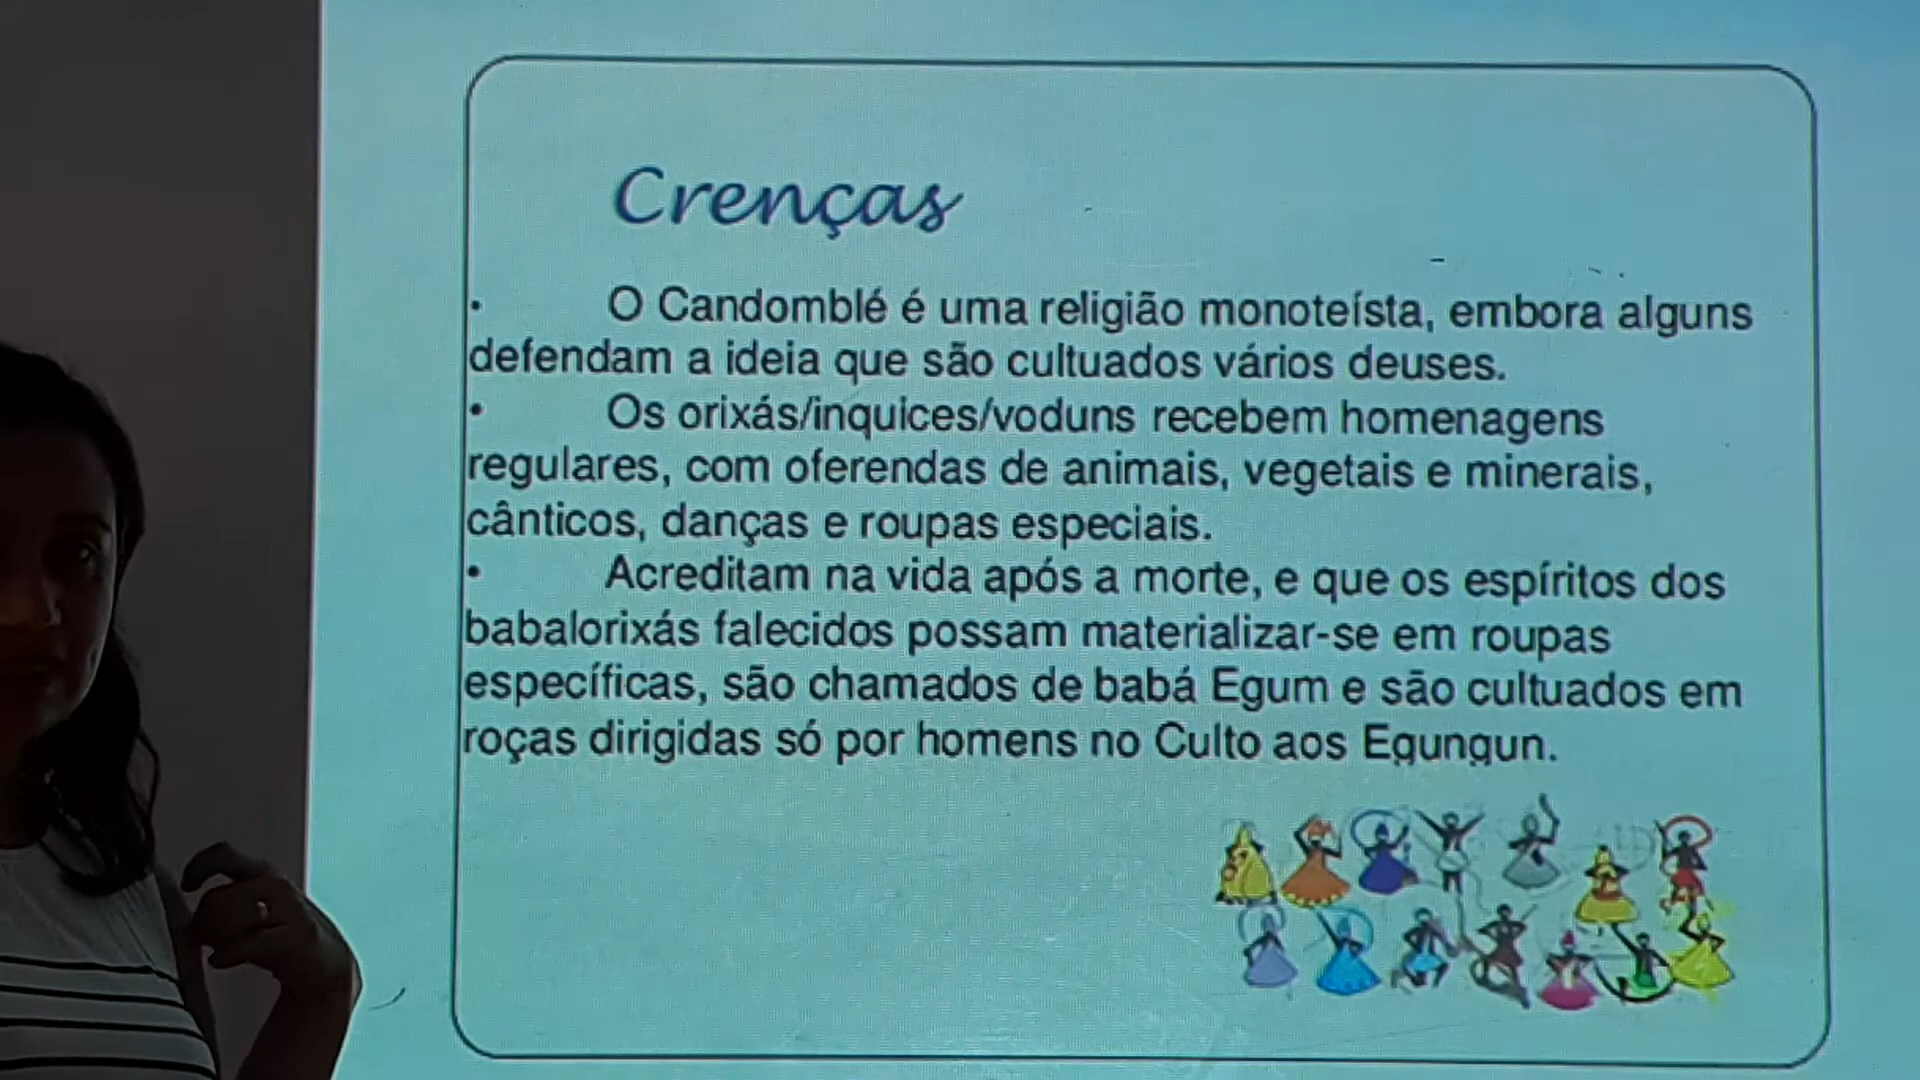 Crenças
• O Candomblé é uma religião monoteísta, embora alguns
defendam a ideia que são cultuados vários deuses.
• Os orixás/inquices/voduns recebem homenagens
regulares, com oferendas de animais, vegetais e minerais,
cânticos, danças e roupas especiais.
• Acreditam na vida após a morte, e que os espíritos dos
babalorixás falecidos possam materializar-se em roupas
específicas, são chamados de babá Egum e são cultuados em
roças dirigidas só por homens no Culto aos Egungun.